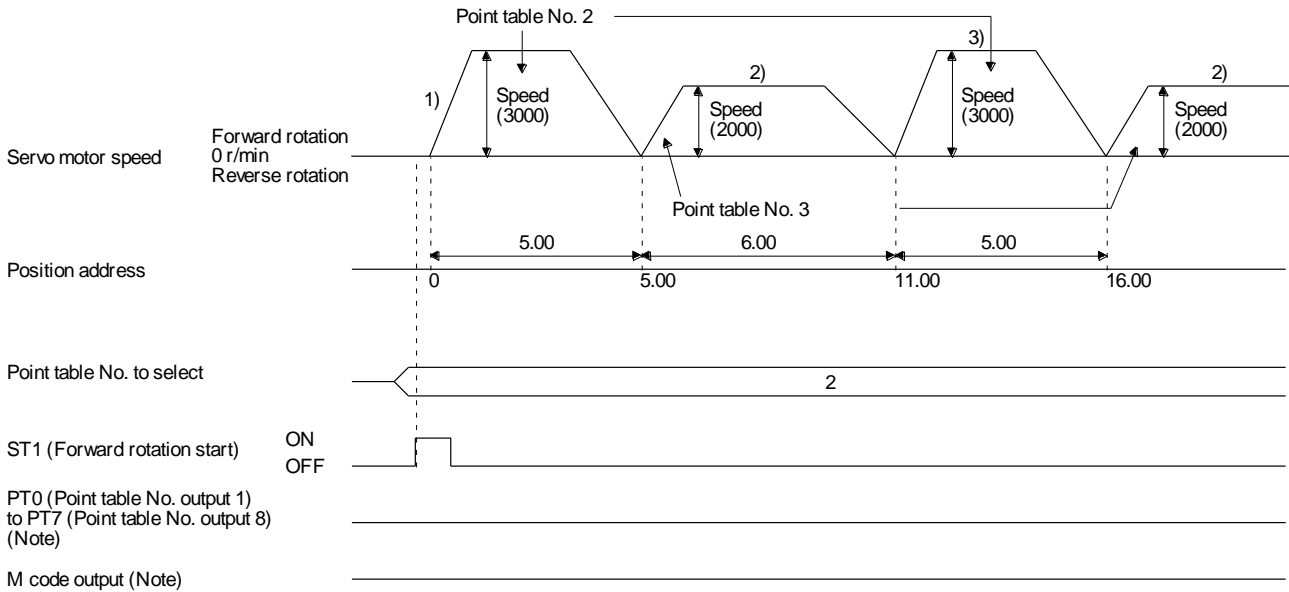 Point table No. 2
1)
Speed
(3000)
2)
Speed
(2000)
3)
Speed
(3000)
2)
Speed
(2000)
Servo motor speed
Forward rotation
0 r/min
Reverse rotation
Point table No. 3
5.00
6.00
5.00
Position address
0
5.00
11.00
16.00
Point table No. to select
2
ST1 (Forward rotation start)
ON
OFF
PT0 (Point table No. output 1)
to PT7 (Point table No. output 8)
(Note)
M code output (Note)